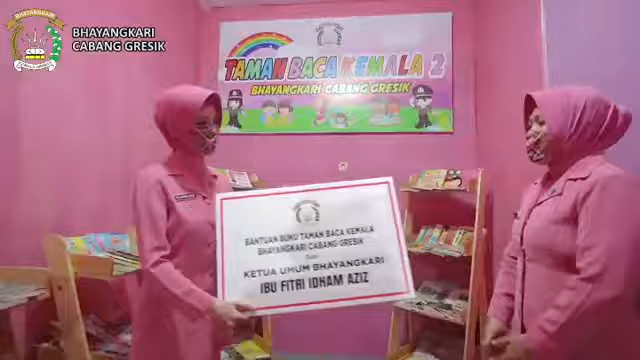 BHAYANGKARI
CABANG GRESIK
TAMAN BACA KEMALA 2
BHAYANGKARI CABANG GRESIK
BANTUAN BUKU TAMAN BACA KEMALA
BHAYANGKARI CABANG GRESIK
KETUA UMUM BHAYANGKARI
IBU FITRI IDHAM AZIZ